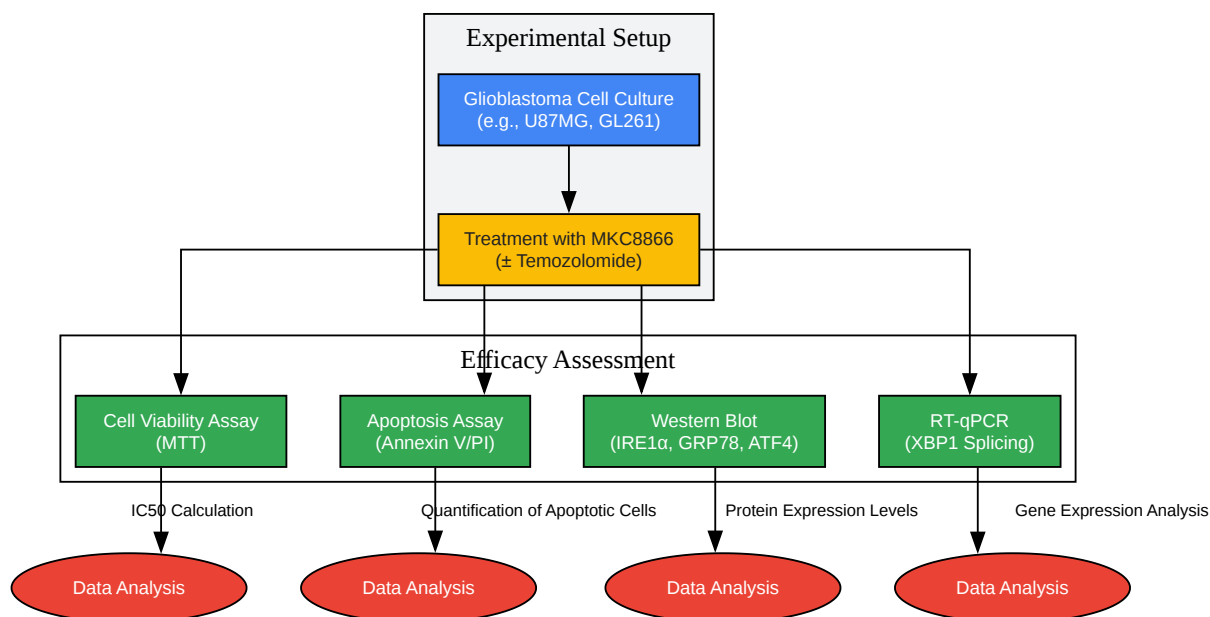 Experimental Setup
Glioblastoma Cell Culture
(e.g., U87MG, GL261)
Treatment with MKC8866
(± Temozolomide)
Efficacy Assessment
Cell Viability Assay
(MTT)
Apoptosis Assay
(Annexin V/PI)
Western Blot
(IRE1α, GRP78, ATF4)
RT-qPCR
(XBP1 Splicing)
IC50 Calculation
Quantification of Apoptotic Cells
Protein Expression Levels
Gene Expression Analysis
Data Analysis
Data Analysis
Data Analysis
Data Analysis